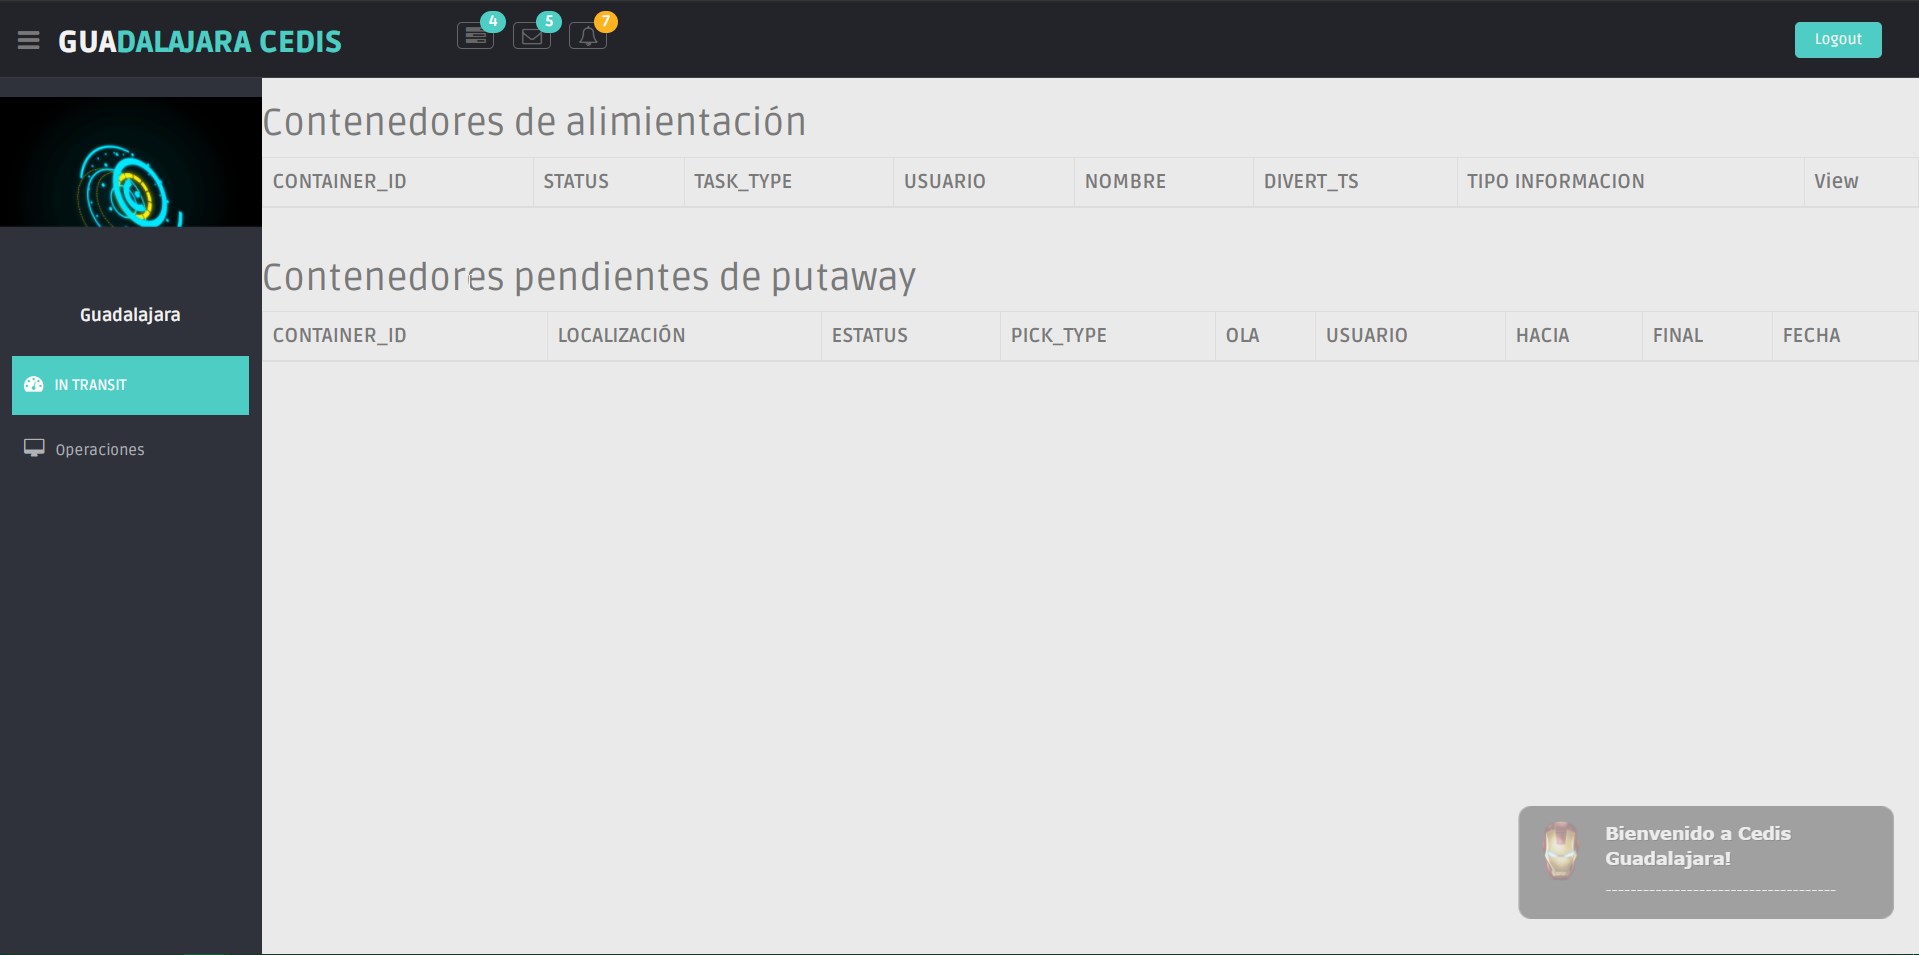 GUADALAJARA CEDIS
4
5
7
Logout
Contenedores de alimientación
CONTAINER_ID STATUS TASK_TYPE USUARIO NOMBRE DIVERT_TS TIPO INFORMACION View
Contenedores pendientes de putaway
CONTAINER_ID LOCALIZACIÓN ESTATUS PICK_TYPE OLA USUARIO HACIA FINAL FECHA
Guadalajara
IN TRANSIT
Operaciones
Bienvenido a Cedis
Guadalajara!
-------------------------------------